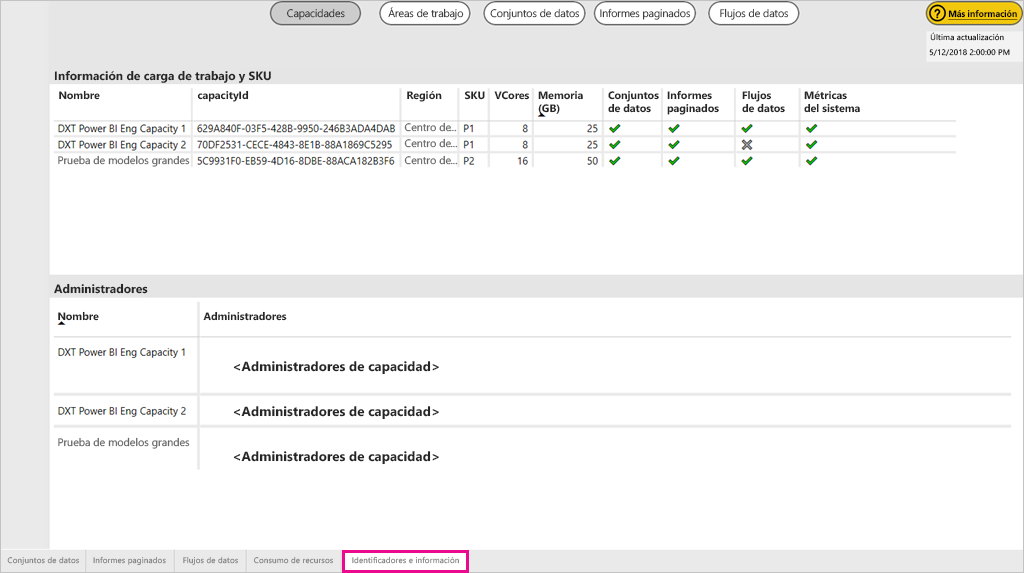 Capacidades Áreas de trabajo Conjuntos de datos Informes paginados Flujos de datos ? Más información
Última actualización
5/12/2018 2:00:00 PM
Información de carga de trabajo y SKU
Nombre capacityId Región SKU VCores Memoria (GB) Conjuntos de datos Informes paginados Flujos de datos Métricas del sistema
DXT Power BI Eng Capacity 1 629A840F-03F5-428B-9950-246B3ADA4DAB Centro de... P1 8 25
DXT Power BI Eng Capacity 2 70DF2531-CECE-4843-8E1B-88A1869C5295 Centro de... P1 8 25
Prueba de modelos grandes 5C9931F0-EB59-4D16-8DBE-88ACA182B3F6 Centro de... P2 16 50
Administradores
Nombre Administradores
DXT Power BI Eng Capacity 1 <Administradores de capacidad>
DXT Power BI Eng Capacity 2 <Administradores de capacidad>
Prueba de modelos grandes <Administradores de capacidad>
Conjuntos de datos Informes paginados Flujos de datos Consumo de recursos Identificadores e información